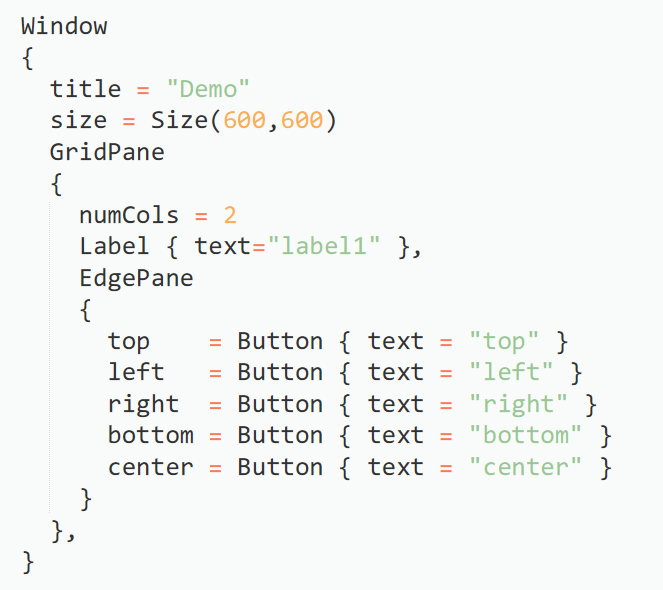 Window
{
  title = "Demo"
  size = Size(600,600)
  GridPane
  {
    numCols = 2
    Label { text="label1" },
    EdgePane
    {
      top    = Button { text = "top" }
      left   = Button { text = "left" }
      right  = Button { text = "right" }
      bottom = Button { text = "bottom" }
      center = Button { text = "center" }
    }
  },
}